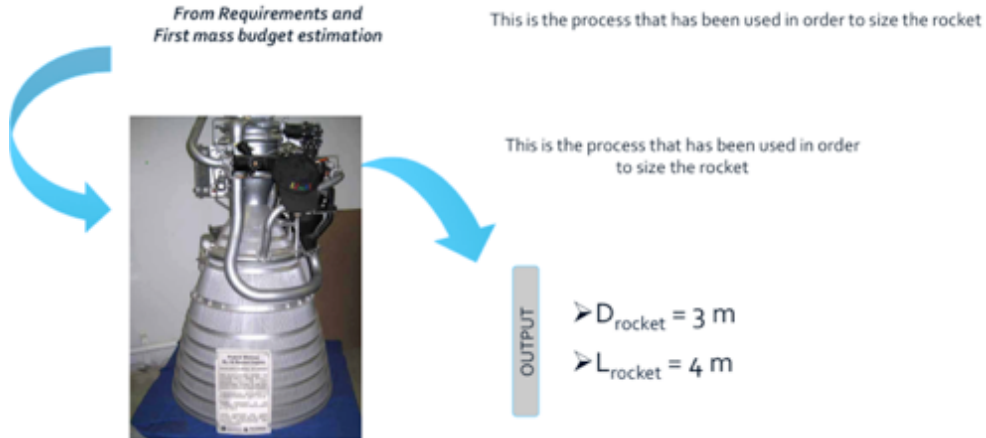 From Requirements and
First mass budget estimation
This is the process that has been used in order to size the rocket
This is the process that has been used in order
to size the rocket
OUTPUT
➢D_rocket = 3 m
➢L_rocket = 4 m